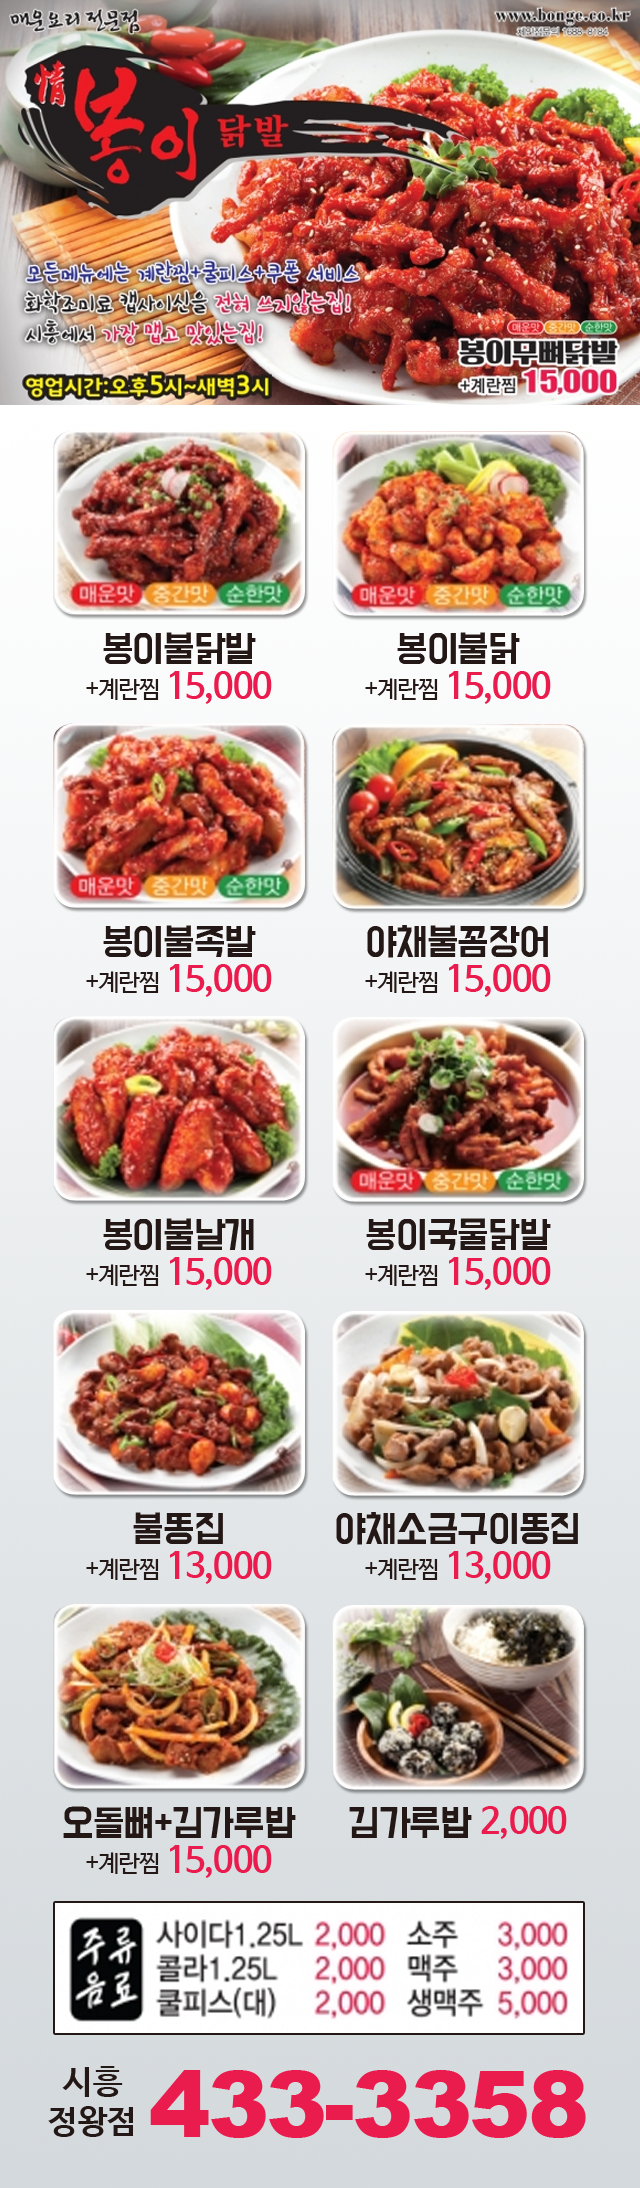 매운요리 전문점
www.bonge.co.kr
체인점문의 1688-8184
情 봉이 닭발
모든메뉴에는 계란찜+쿨피스+쿠폰 서비스
화학조미료 캡사이신을 전혀 쓰지않는집!
시흥에서 가장 맵고 맛있는집!
영업시간:오후5시~새벽3시
매운맛 중간맛 순한맛
봉이무뼈닭발
+계란찜 15,000
매운맛 중간맛 순한맛
봉이불닭발
+계란찜 15,000
매운맛 중간맛 순한맛
봉이불닭
+계란찜 15,000
매운맛 중간맛 순한맛
봉이불족발
+계란찜 15,000
야채불꼼장어
+계란찜 15,000
봉이불날개
+계란찜 15,000
매운맛 중간맛 순한맛
봉이국물닭발
+계란찜 15,000
불똥집
+계란찜 13,000
야채소금구이똥집
+계란찜 13,000
오돌뼈+김가루밥
+계란찜 15,000
김가루밥 2,000
주류
음료
사이다1.25L 2,000 소주 3,000
콜라1.25L 2,000 맥주 3,000
쿨피스(대) 2,000 생맥주 5,000
시흥
정왕점
433-3358